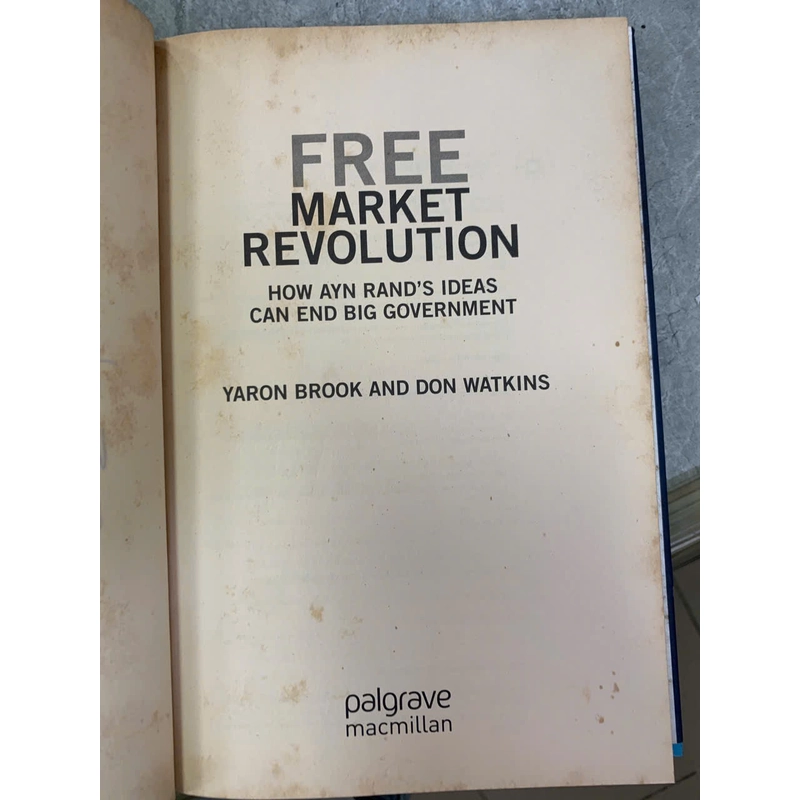 FREE
MARKET
REVOLUTION
HOW AYN RAND'S IDEAS
CAN END BIG GOVERNMENT
YARON BROOK AND DON WATKINS
palgrave
macmillan